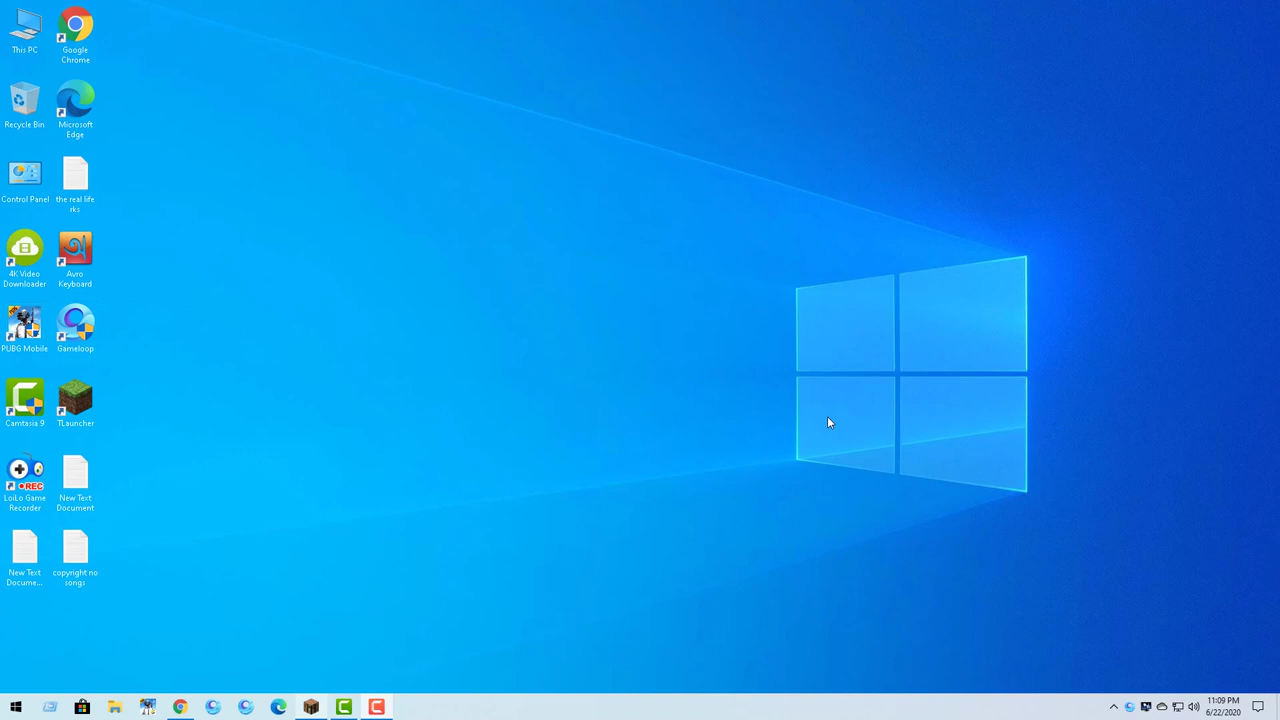 This PC
Google
Chrome
Recycle Bin
Microsoft
Edge
Control Panel
the real life
rks
4K Video
Downloader
Avro
Keyboard
PUBG Mobile
Gameloop
Camtasia 9
TLauncher
REC
LoiLo Game
Recorder
New Text
Document
New Text
Docume...
copyright no
songs
11:09 PM
6/22/2020